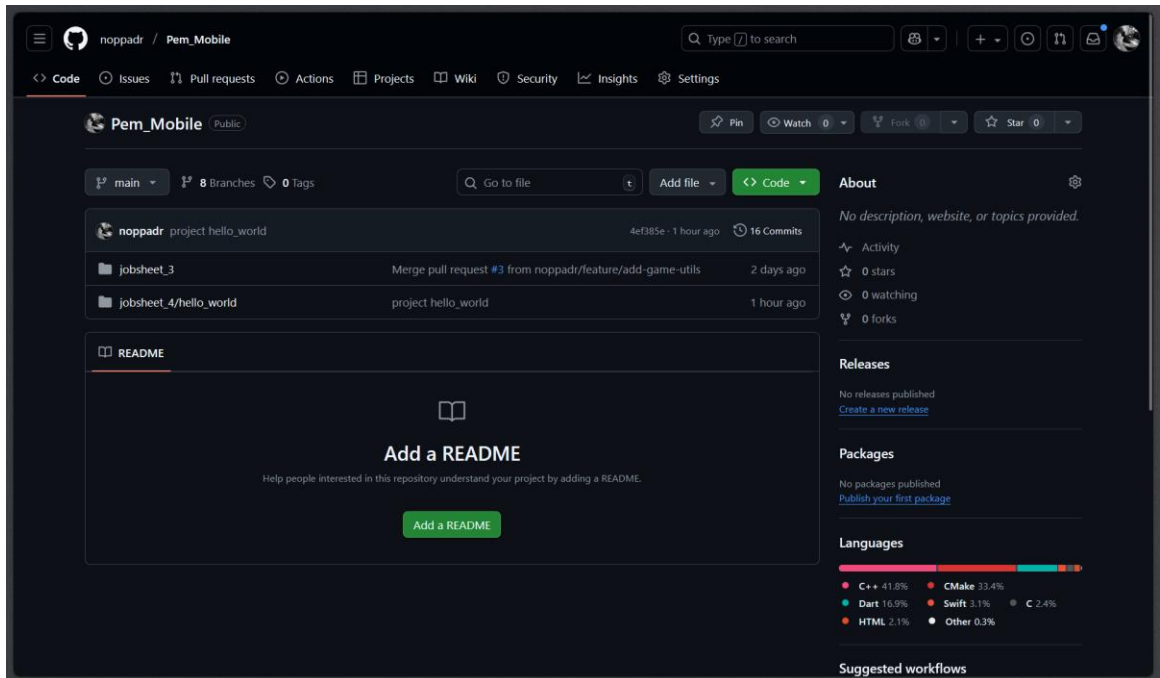 noppadr / Pem_Mobile
Type / to search
Code Issues Pull requests Actions Projects Wiki Security Insights Settings
Pem_Mobile Public
Pin Watch 0 Fork 0 Star 0
main 8 Branches 0 Tags
Go to file t Add file Code
noppadr project hello_world 4ef385e · 1 hour ago 16 Commits
jobsheet_3 Merge pull request #3 from noppadr/feature/add-game-utils 2 days ago
jobsheet_4/hello_world project hello_world 1 hour ago
README
Add a README
Help people interested in this repository understand your project by adding a README.
Add a README
About
No description, website, or topics provided.
Activity
0 stars
0 watching
0 forks
Releases
No releases published
Create a new release
Packages
No packages published
Publish your first package
Languages
C++ 41.8% CMake 33.4%
Dart 16.9% Swift 3.1% C 2.4%
HTML 2.1% Other 0.3%
Suggested workflows